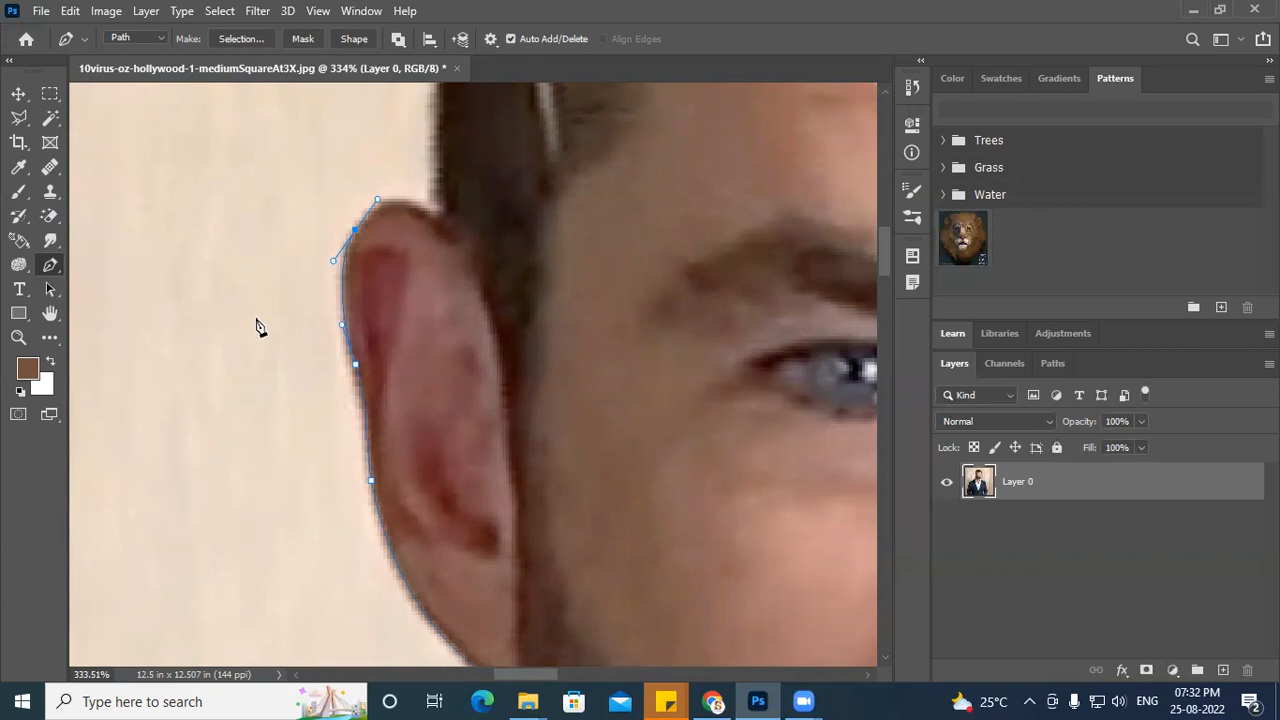 Ps File Edit Image Layer Type Select Filter 3D View Window Help
Path Make: Selection... Mask Shape Auto Add/Delete Align Edges
10virus-oz-hollywood-1-mediumSquareAt3X.jpg @ 334% (Layer 0, RGB/8) *
Color Swatches Gradients Patterns
Trees
Grass
Water
Learn Libraries Adjustments
Layers Channels Paths
Kind
Normal Opacity: 100%
Lock: Fill: 100%
Layer 0
333.51% 12.5 in x 12.507 in (144 ppi)
Type here to search
Ps
25°C ENG
07:32 PM
25-08-2022
2